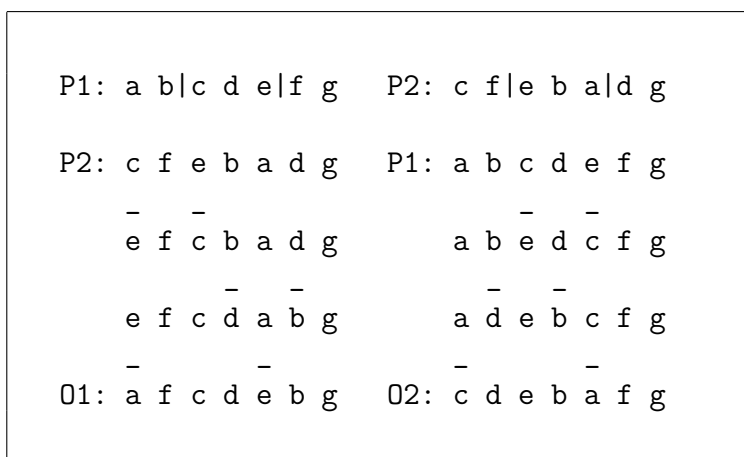 P1: a b|c d e|f g P2: c f|e b a|d g
P2: c f e b a d g P1: a b c d e f g
_ _ _ _
e f c b a d g a b e d c f g
_ _ _ _
e f c d a b g a d e b c f g
_ _ _ _
O1: a f c d e b g O2: c d e b a f g